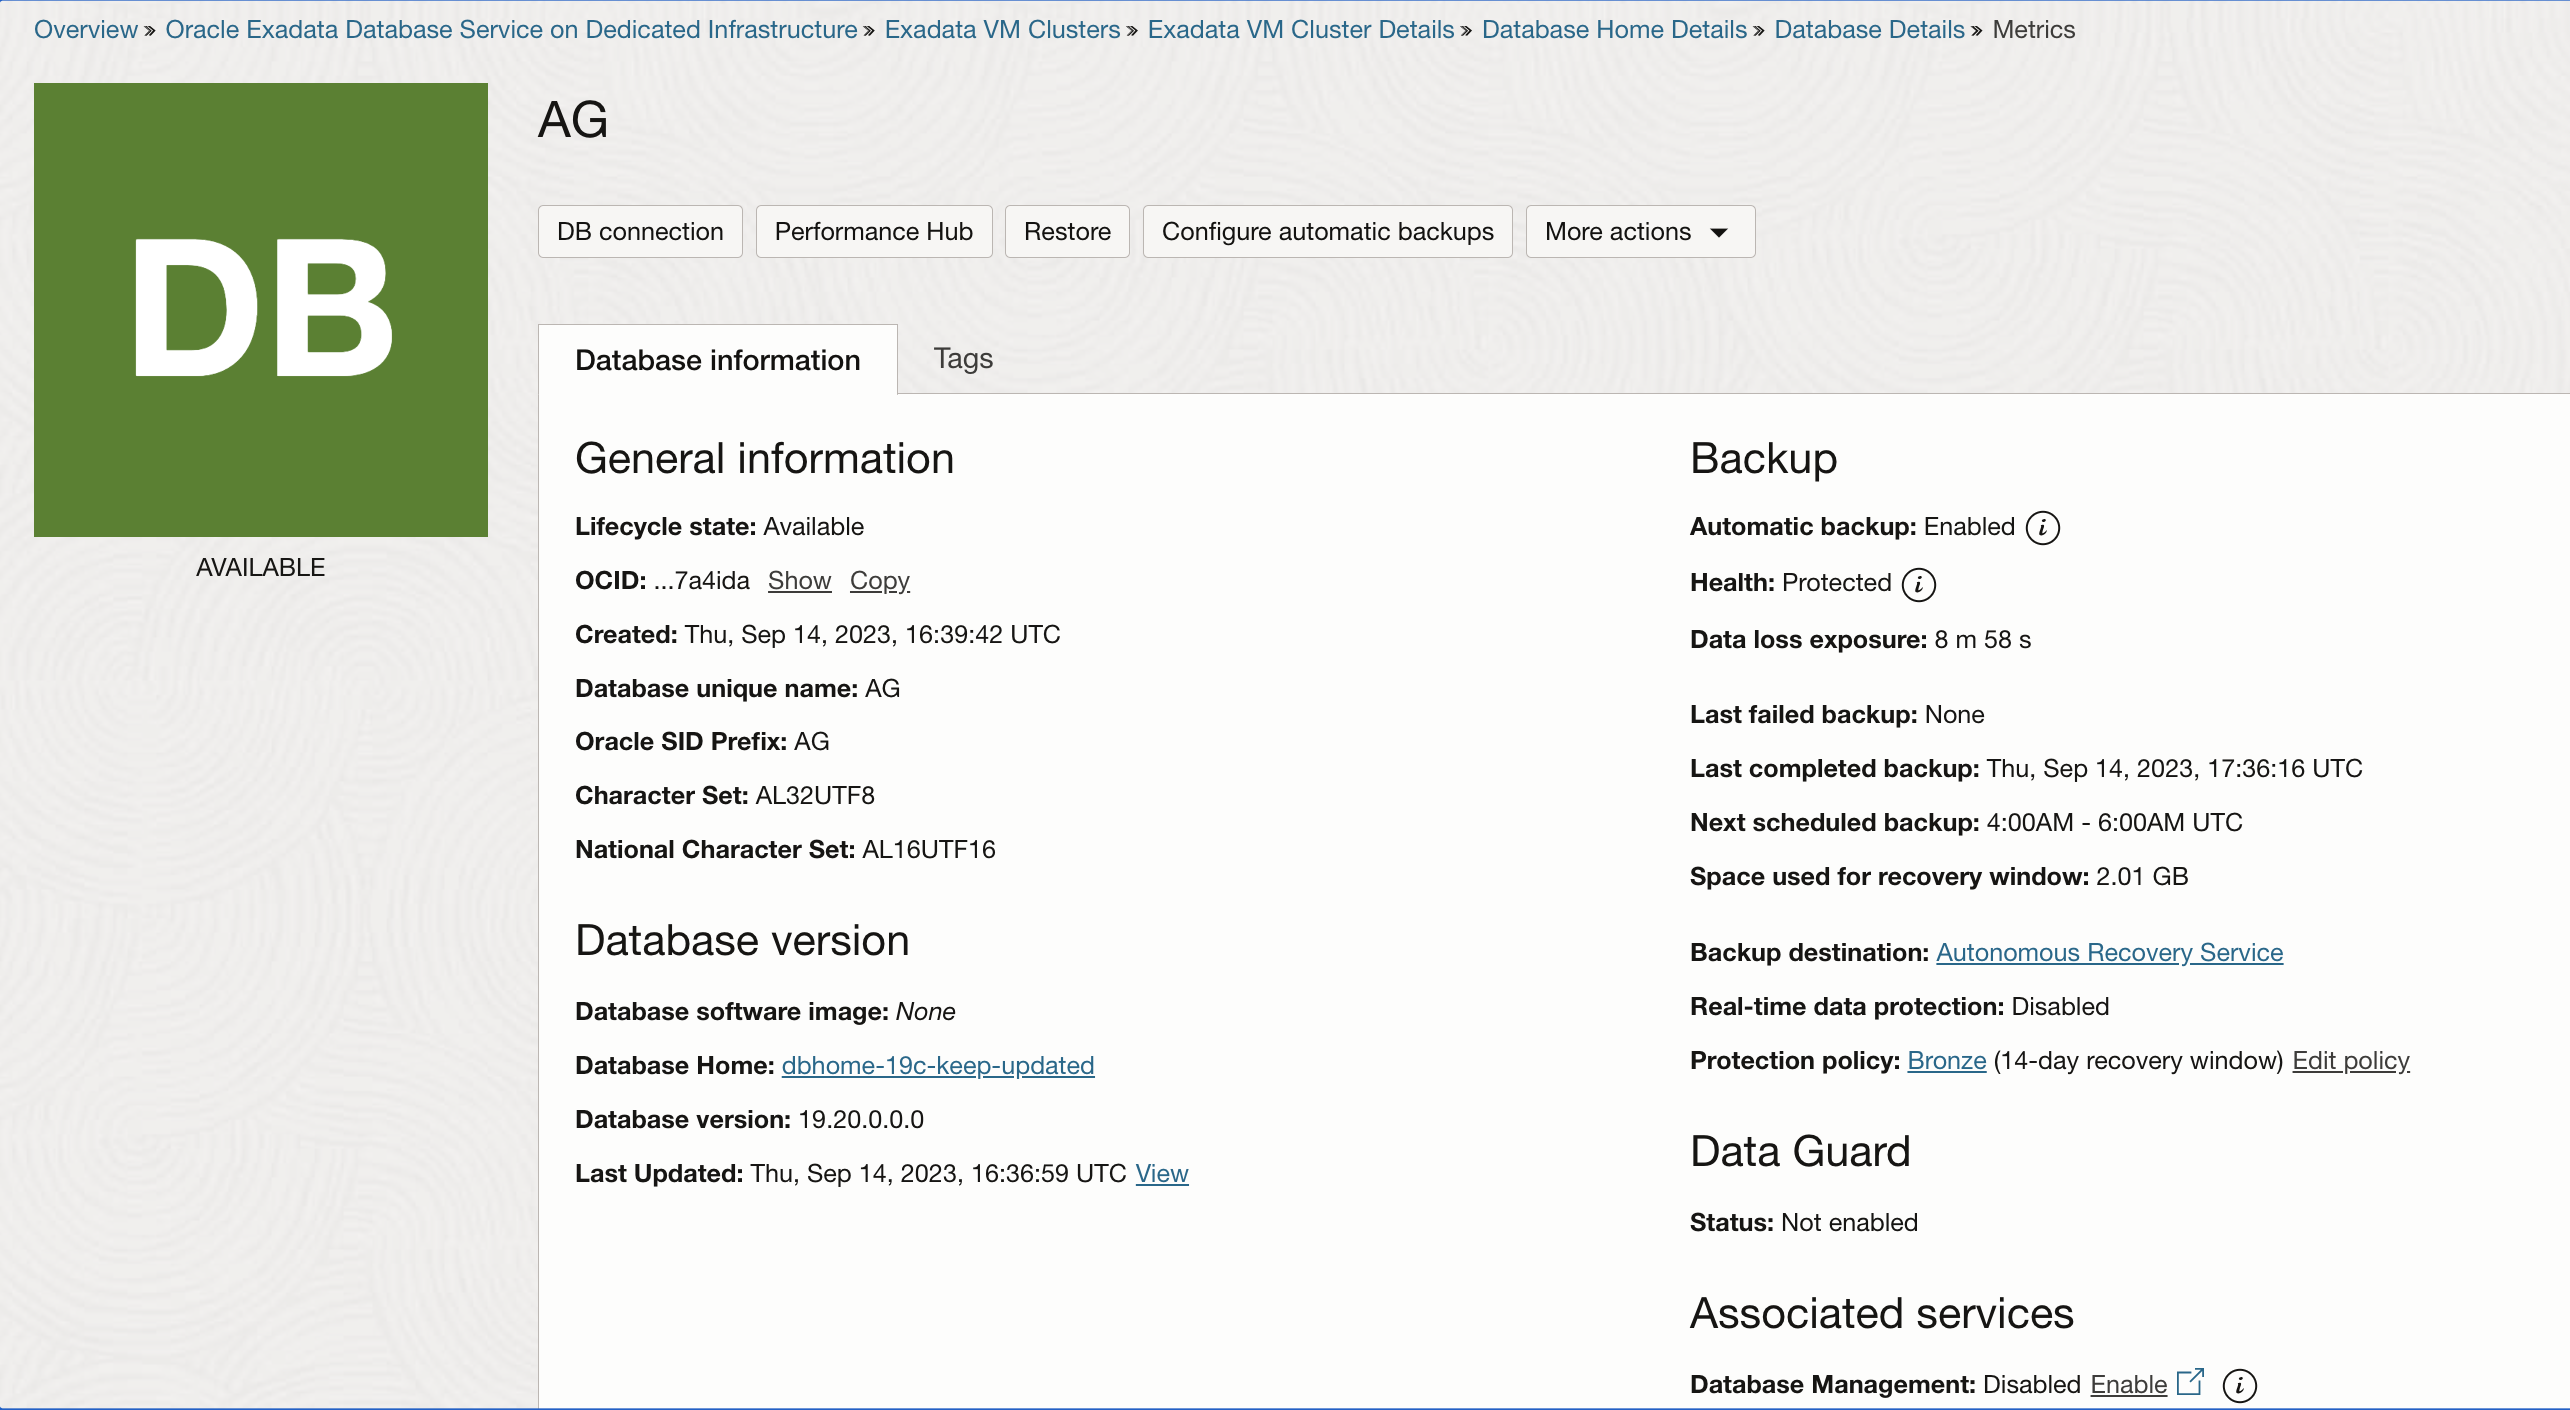 Overview » Oracle Exadata Database Service on Dedicated Infrastructure » Exadata VM Clusters » Exadata VM Cluster Details » Database Home Details » Database Details » Metrics
DB
AVAILABLE
AG
DB connection Performance Hub Restore Configure automatic backups More actions
Database information Tags
General information
Lifecycle state: Available
OCID: ...7a4ida Show Copy
Created: Thu, Sep 14, 2023, 16:39:42 UTC
Database unique name: AG
Oracle SID Prefix: AG
Character Set: AL32UTF8
National Character Set: AL16UTF16
Database version
Database software image: None
Database Home: dbhome-19c-keep-updated
Database version: 19.20.0.0.0
Last Updated: Thu, Sep 14, 2023, 16:36:59 UTC View
Backup
Automatic backup: Enabled i
Health: Protected i
Data loss exposure: 8 m 58 s
Last failed backup: None
Last completed backup: Thu, Sep 14, 2023, 17:36:16 UTC
Next scheduled backup: 4:00AM - 6:00AM UTC
Space used for recovery window: 2.01 GB
Backup destination: Autonomous Recovery Service
Real-time data protection: Disabled
Protection policy: Bronze (14-day recovery window) Edit policy
Data Guard
Status: Not enabled
Associated services
Database Management: Disabled Enable i